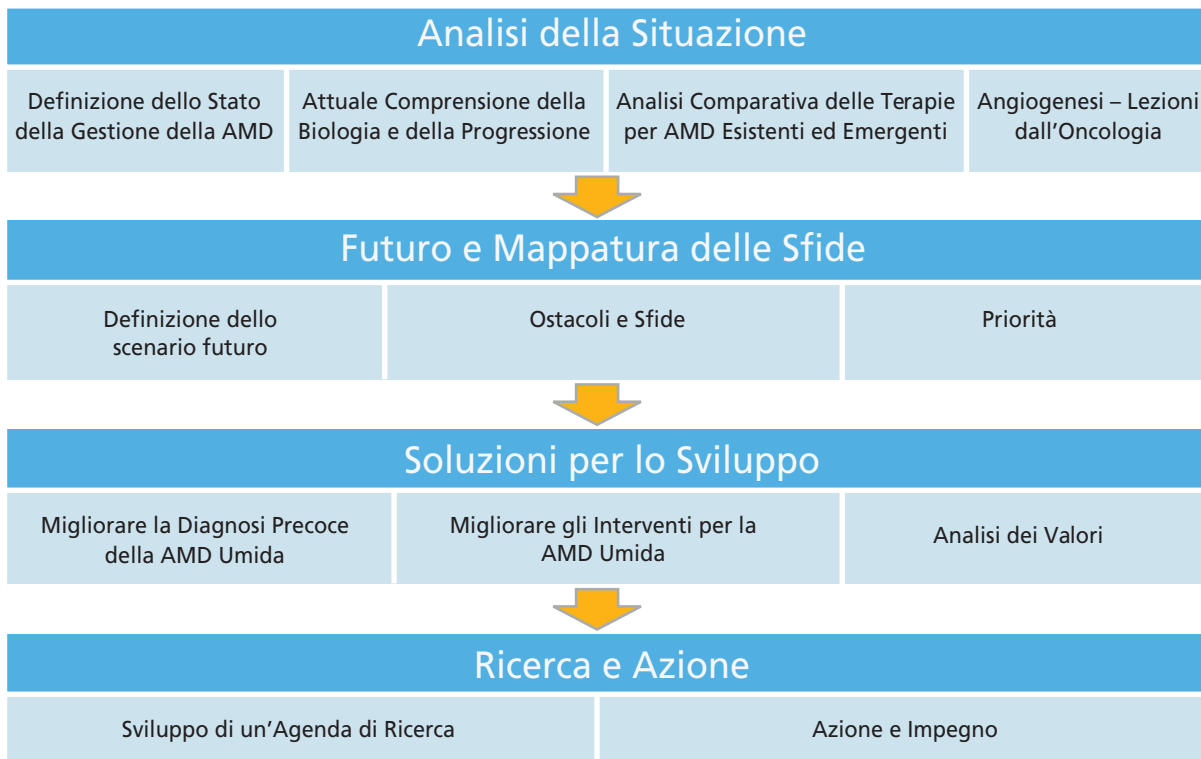 Analisi della Situazione
Definizione dello Stato
della Gestione della AMD
Attuale Comprensione della
Biologia e della Progressione
Analisi Comparativa delle Terapie
per AMD Esistenti ed Emergenti
Angiogenesi – Lezioni
dall'Oncologia
Futuro e Mappatura delle Sfide
Definizione dello
scenario futuro
Ostacoli e Sfide
Priorità
Soluzioni per lo Sviluppo
Migliorare la Diagnosi Precoce
della AMD Umida
Migliorare gli Interventi per la
AMD Umida
Analisi dei Valori
Ricerca e Azione
Sviluppo di un'Agenda di Ricerca
Azione e Impegno